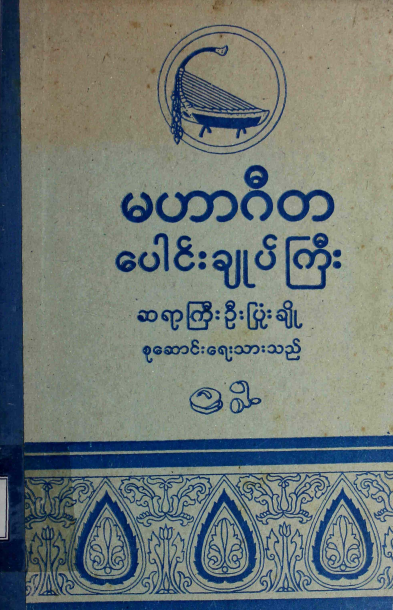 မဟာဂီတ
ပေါင်းချုပ်ကြီး
ဆရာကြီးဦးပြုံးချို
စုဆောင်းရေးသားသည်